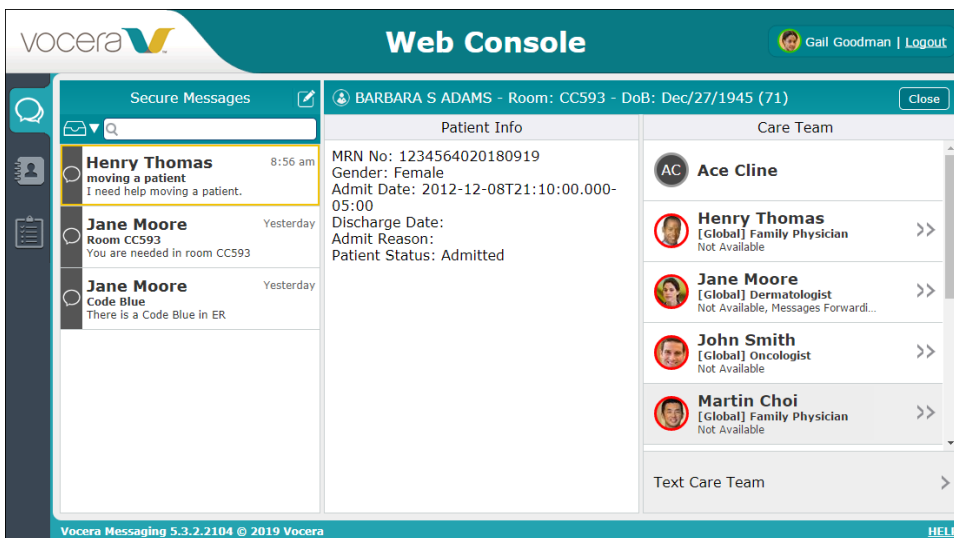 vocera
Web Console
Gail Goodman | Logout
Secure Messages
BARBARA S ADAMS - Room: CC593 - DoB: Dec/27/1945 (71)
Close
Henry Thomas
8:56 am
moving a patient
I need help moving a patient.
Jane Moore
Yesterday
Room CC593
You are needed in room CC593
Jane Moore
Yesterday
Code Blue
There is a Code Blue in ER
Patient Info
MRN No: 1234564020180919
Gender: Female
Admit Date: 2012-12-08T21:10:00.000-
05:00
Discharge Date:
Admit Reason:
Patient Status: Admitted
Care Team
AC
Ace Cline
Henry Thomas
[Global] Family Physician
Not Available
Jane Moore
[Global] Dermatologist
Not Available, Messages Forwardi...
John Smith
[Global] Oncologist
Not Available
Martin Choi
[Global] Family Physician
Not Available
Text Care Team
Vocera Messaging 5.3.2.2104 © 2019 Vocera
HELP